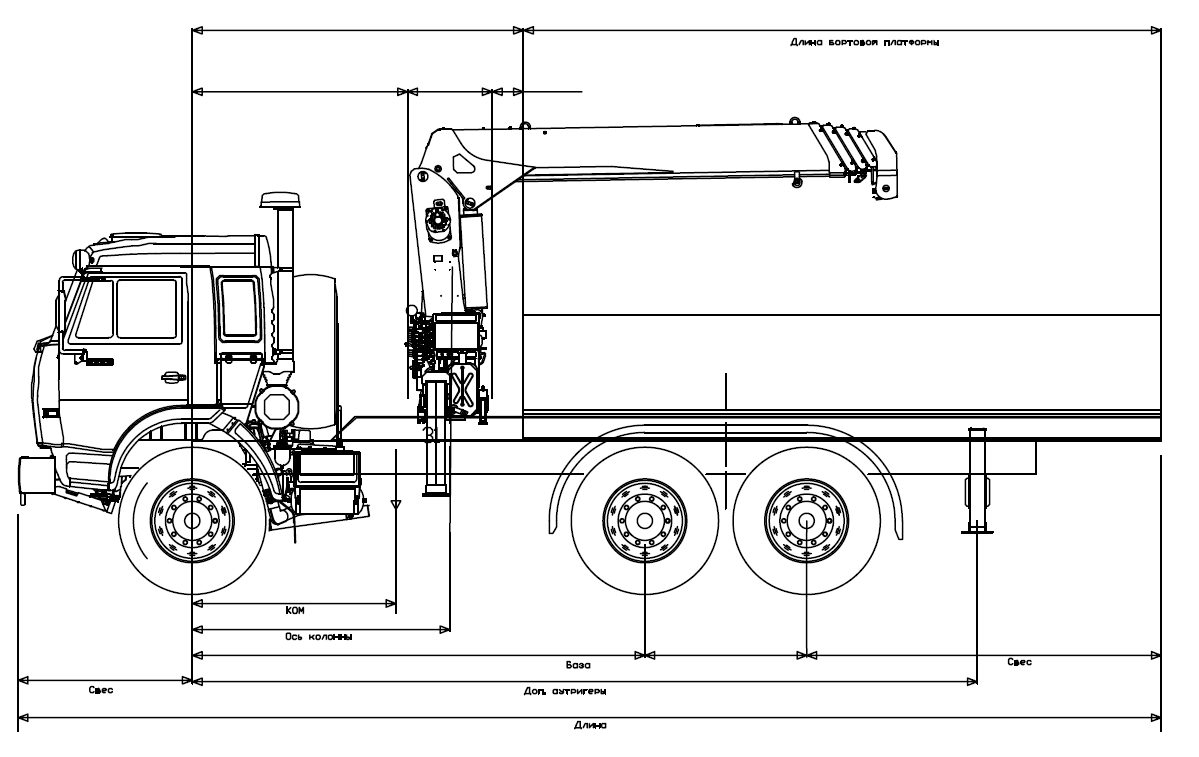 Длина бортовой платформы
КОМ
Ось колонны
База
Свес
Свес
Доп. аутригеры
Длина